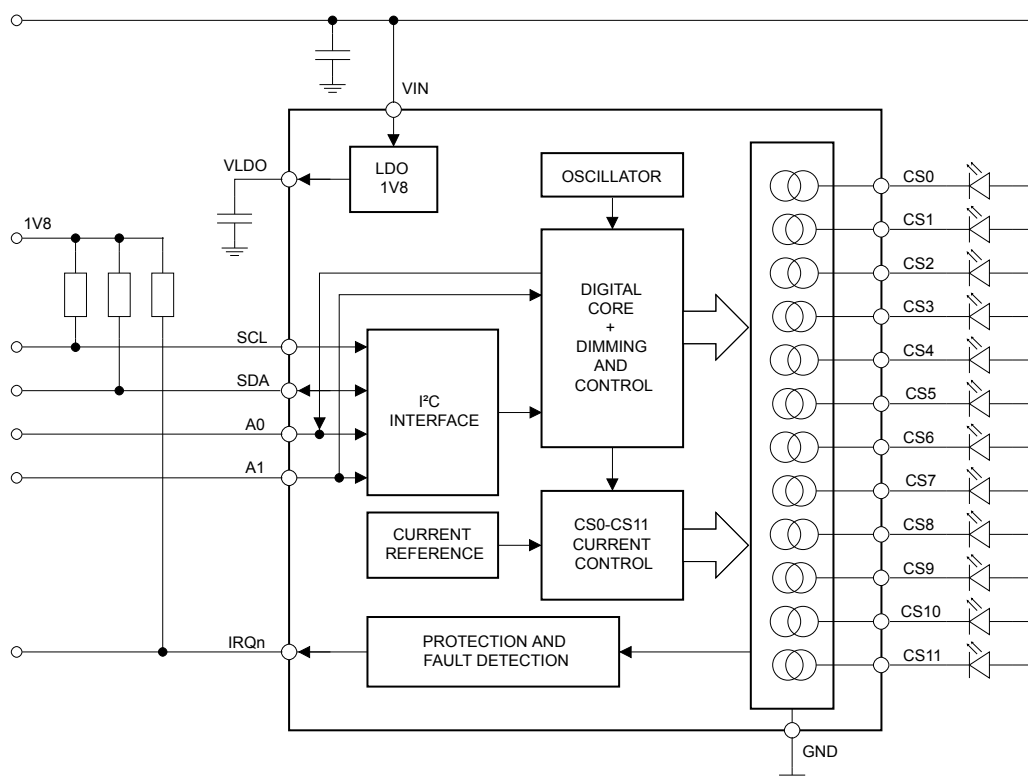 VIN
VLDO
LDO
1V8
OSCILLATOR
1V8
DIGITAL
CORE
+
DIMMING
AND
CONTROL
SCL
SDA
A0
A1
I²C
INTERFACE
CURRENT
REFERENCE
CS0-CS11
CURRENT
CONTROL
IRQn
PROTECTION AND
FAULT DETECTION
CS0
CS1
CS2
CS3
CS4
CS5
CS6
CS7
CS8
CS9
CS10
CS11
GND